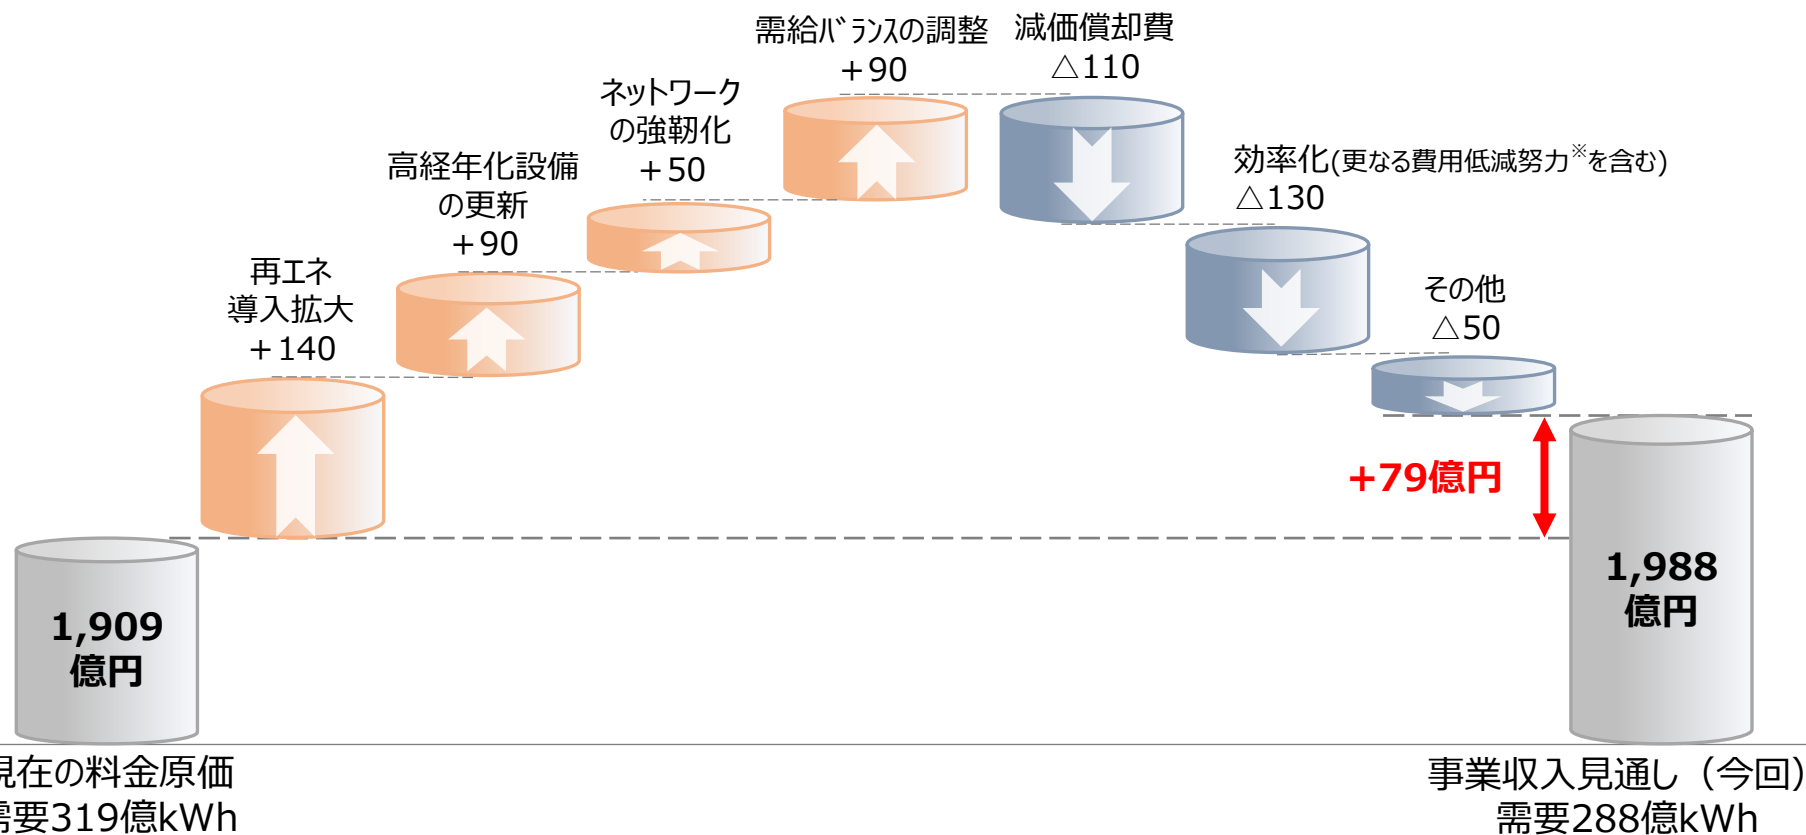 需給バランスの調整
+90
減価償却費
△110
ネットワーク
の強靭化
+50
高経年化設備
の更新
+90
効率化(更なる費用低減努力※を含む)
△130
再エネ
導入拡大
+140
その他
△50
+79億円
1,909
億円
1,988
億円
現在の料金原価
需要319億kWh
事業収入見通し（今回）
需要288億kWh